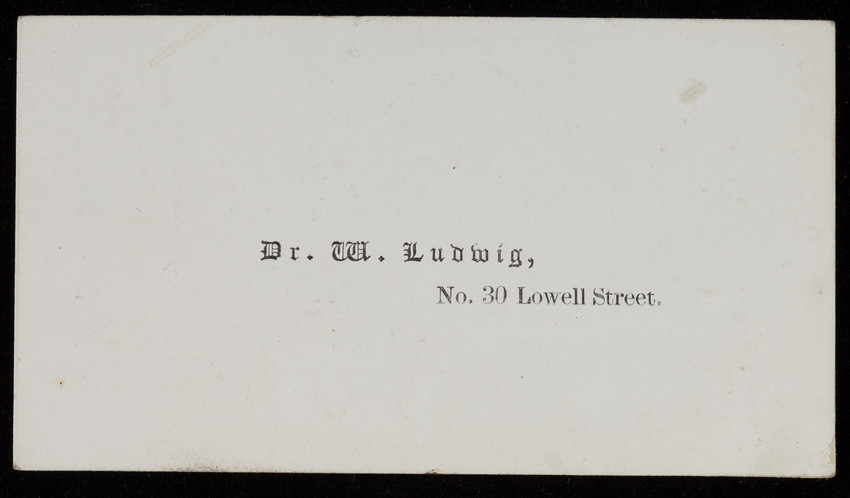 Dr. W. Ludwig,
No. 30 Lowell Street.